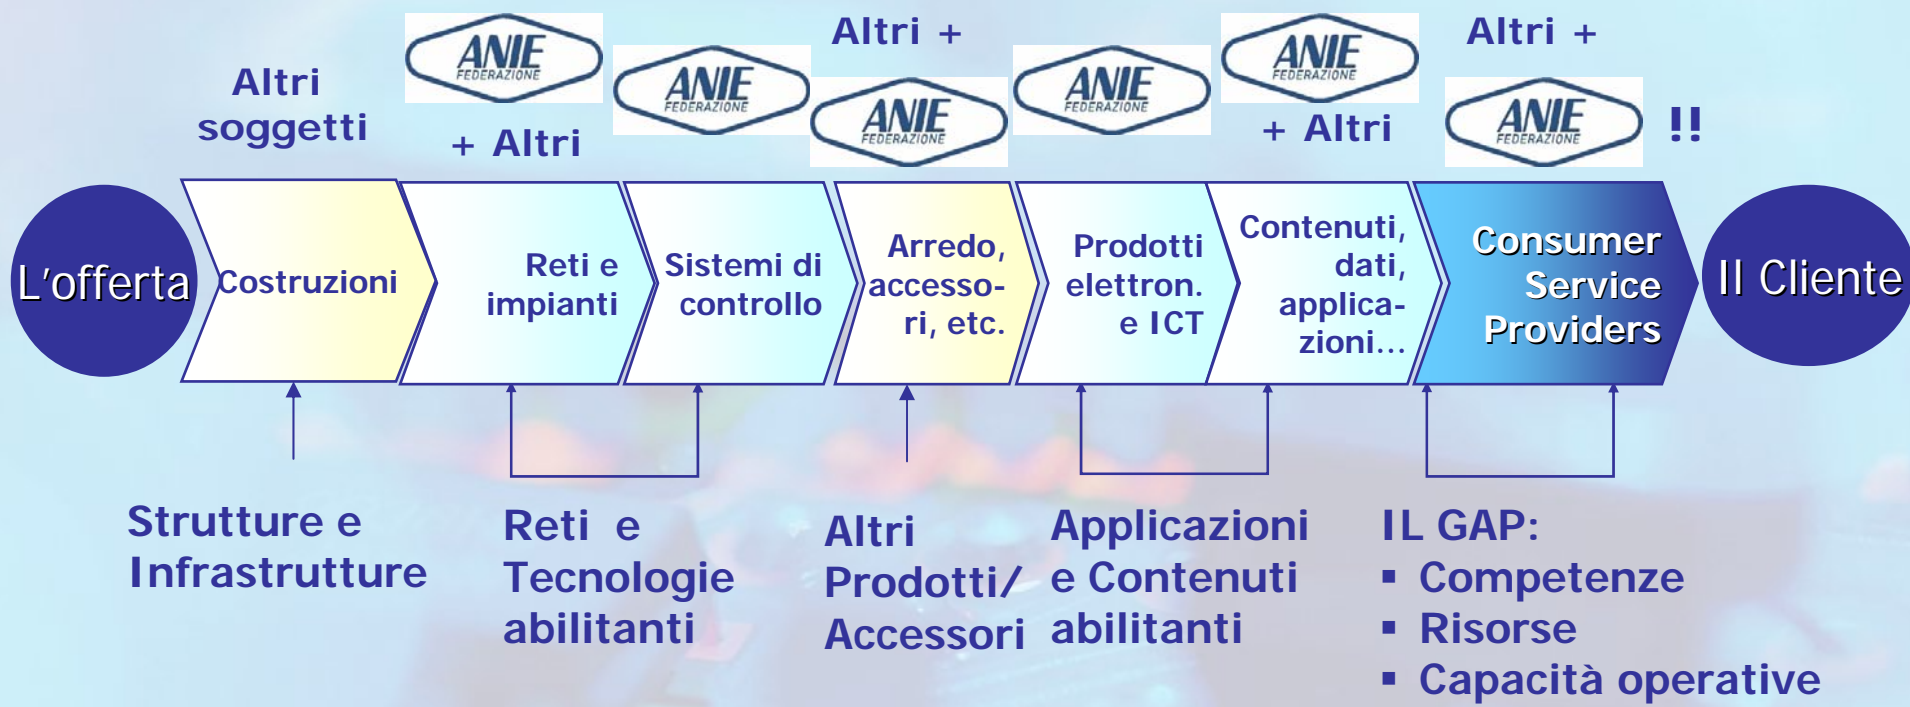 Altri
soggetti
ANIE
FEDERAZIONE
+ Altri
ANIE
FEDERAZIONE
Altri +
ANIE
FEDERAZIONE
ANIE
FEDERAZIONE
ANIE
FEDERAZIONE
+ Altri
Altri +
ANIE
FEDERAZIONE
!!
L'offerta
Costruzioni
Reti e
impianti
Sistemi di
controllo
Arredo,
accesso-
ri, etc.
Prodotti
elettron.
e ICT
Contenuti,
dati,
applica-
zioni...
Consumer
Service
Providers
Il Cliente
Strutture e
Infrastrutture
Reti e
Tecnologie
abilitanti
Altri
Prodotti/
Accessori
Applicazioni
e Contenuti
abilitanti
IL GAP:
▪ Competenze
▪ Risorse
▪ Capacità operative